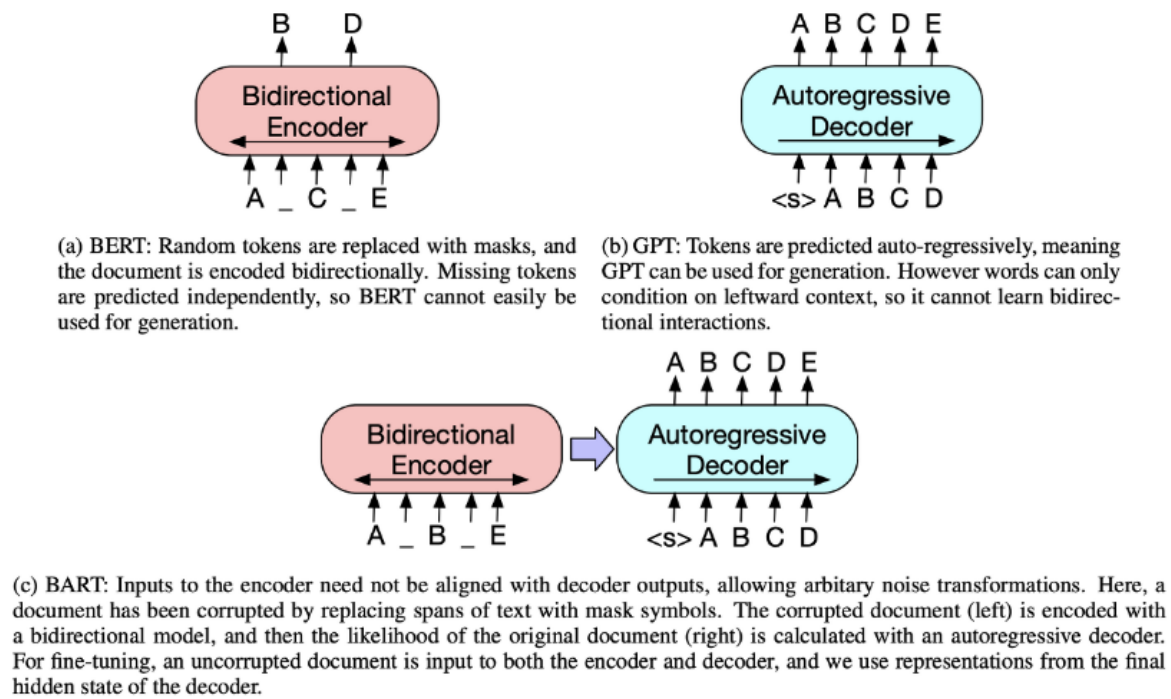 B D
Bidirectional
Encoder
A _ C _ E
(a) BERT: Random tokens are replaced with masks, and
the document is encoded bidirectionally. Missing tokens
are predicted independently, so BERT cannot easily be
used for generation.
A B C D E
Autoregressive
Decoder
<s> A B C D
(b) GPT: Tokens are predicted auto-regressively, meaning
GPT can be used for generation. However words can only
condition on leftward context, so it cannot learn bidirec-
tional interactions.
Bidirectional
Encoder
A _ B _ E
A B C D E
Autoregressive
Decoder
<s> A B C D
(c) BART: Inputs to the encoder need not be aligned with decoder outputs, allowing arbitary noise transformations. Here, a
document has been corrupted by replacing spans of text with mask symbols. The corrupted document (left) is encoded with
a bidirectional model, and then the likelihood of the original document (right) is calculated with an autoregressive decoder.
For fine-tuning, an uncorrupted document is input to both the encoder and decoder, and we use representations from the final
hidden state of the decoder.